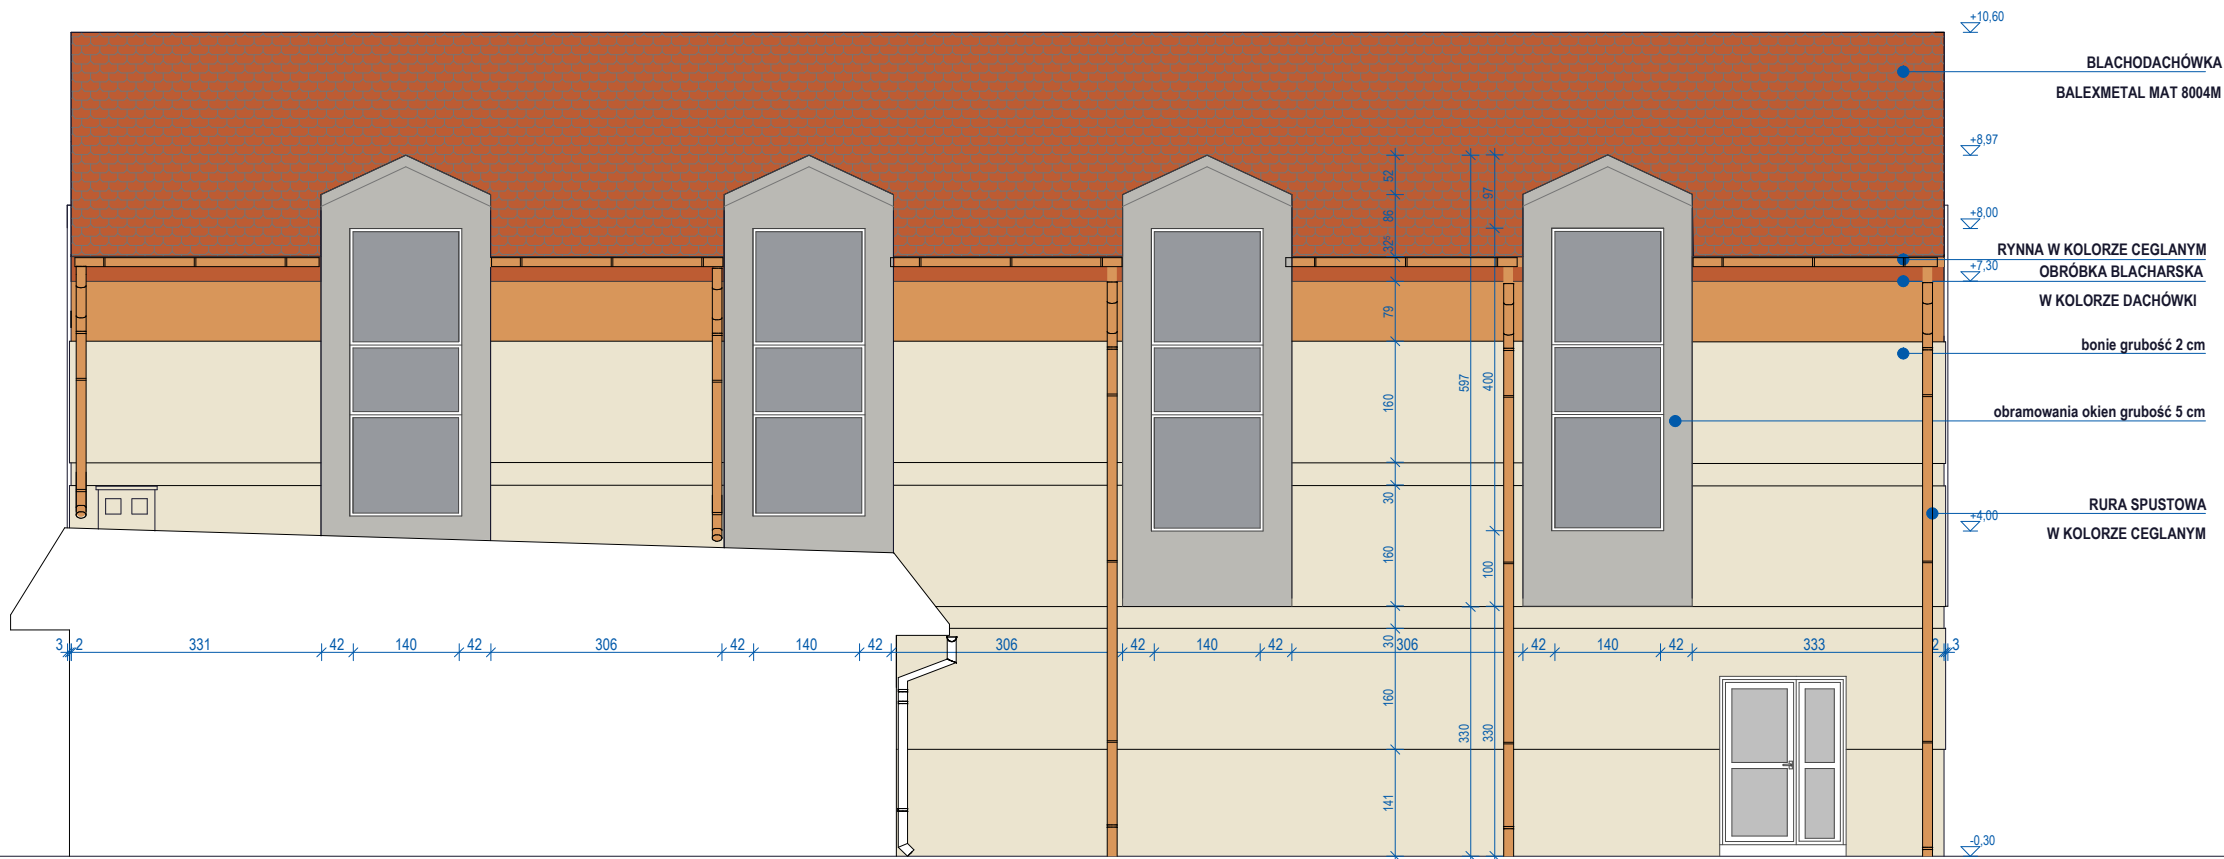 +10,60
BLACHODACHÓWKA
BALEXMETAL MAT 8004M
+8,97
+8,00
RYNNA W KOLORZE CEGLANYM
+7,30
OBRÓBKA BLACHARSKA
W KOLORZE DACHÓWKI
bonie grubość 2 cm
obramowania okien grubość 5 cm
RURA SPUSTOWA
+4,00
W KOLORZE CEGLANYM
-0,30
52
86
32⁵
79
160
30
160
30
160
141
597
330
97
400
100
330
3 2 331 42 140 42 306 42 140 42 306 42 140 42 306 42 140 42 333 2 3